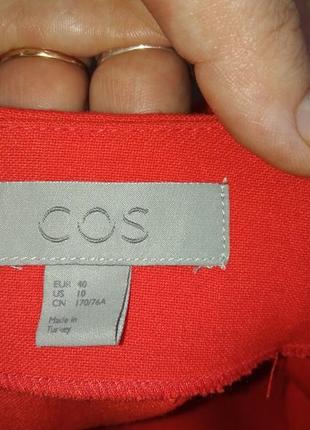 COS
EUR 40
US 10
CN 170/76A
Made in
Turkey